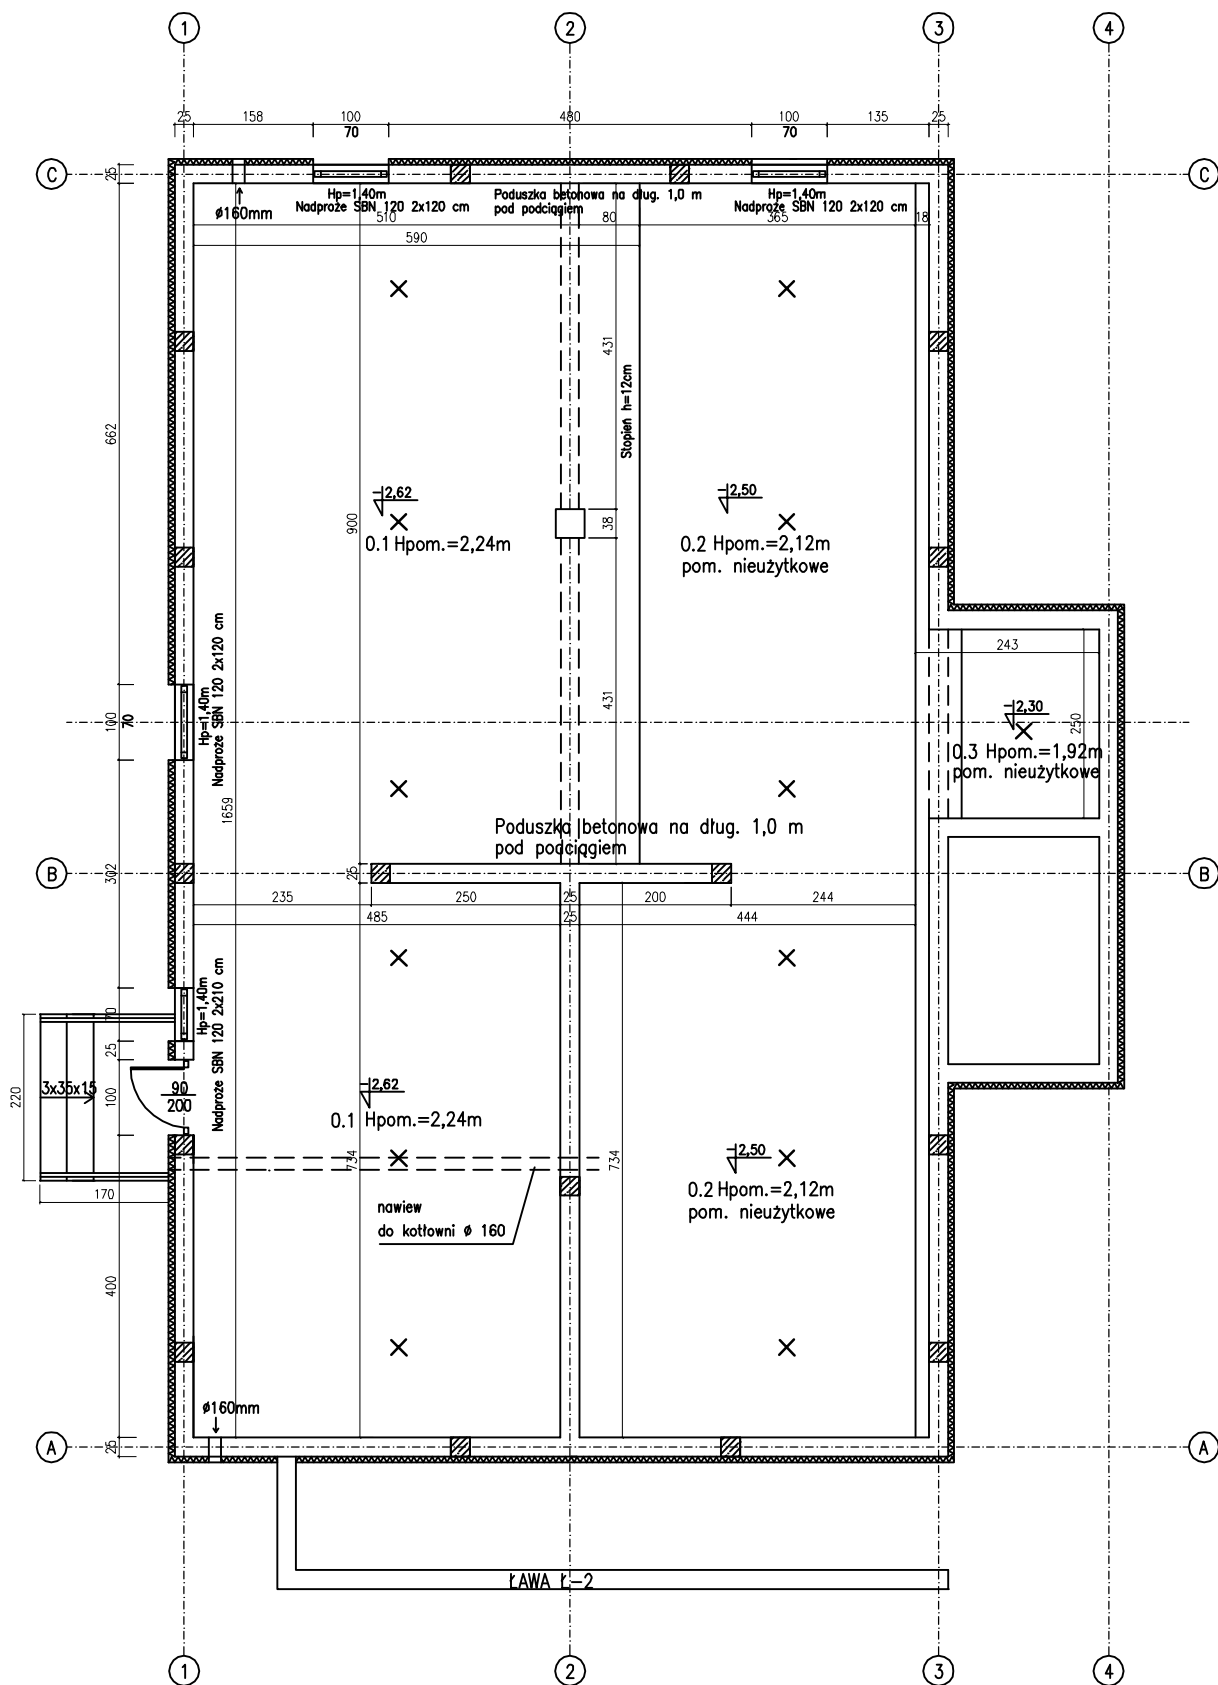 1
2
3
4
25
158
100
70
480
100
70
135
25
C
C
25
ø160mm
Hp=1,40m
Nadproże SBN 120 2x120 cm
Poduszka betonowa na dług. 1,0 m
pod podciągiem
Hp=1,40m
Nadproże SBN 120 2x120 cm
510
80
365
18
590
431
Stopień h=12cm
662
900
-2,62
0.1 Hpom.=2,24m
38
-2,50
0.2 Hpom.=2,12m
pom. nieużytkowe
Hp=1,40m
Nadproże SBN 120 2x120 cm
100
70
431
243
-2,30
250
0.3 Hpom.=1,92m
pom. nieużytkowe
1659
Poduszka betonowa na dług. 1,0 m
pod podciągiem
B
B
302
25
235
250
25
200
244
485
25
444
Hp=1,40m
Nadproże SBN 120 2x210 cm
70
25
100
220
3x35x15
90
200
170
-2,62
0.1 Hpom.=2,24m
734
734
-2,50
0.2 Hpom.=2,12m
pom. nieużytkowe
nawiew
do kotłowni ø 160
400
ø160mm
A
A
25
ŁAWA Ł-2
1
2
3
4